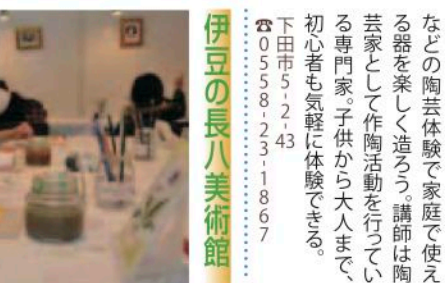 などの陶芸体験で家庭で使え
る器を楽しく造ろう。講師は陶
芸家として作陶活動を行ってい
る専門家。子供から大人まで、
初心者も気軽に体験できる。
下田市5-2-43
☎0558-23-1867
伊豆の長八美術館